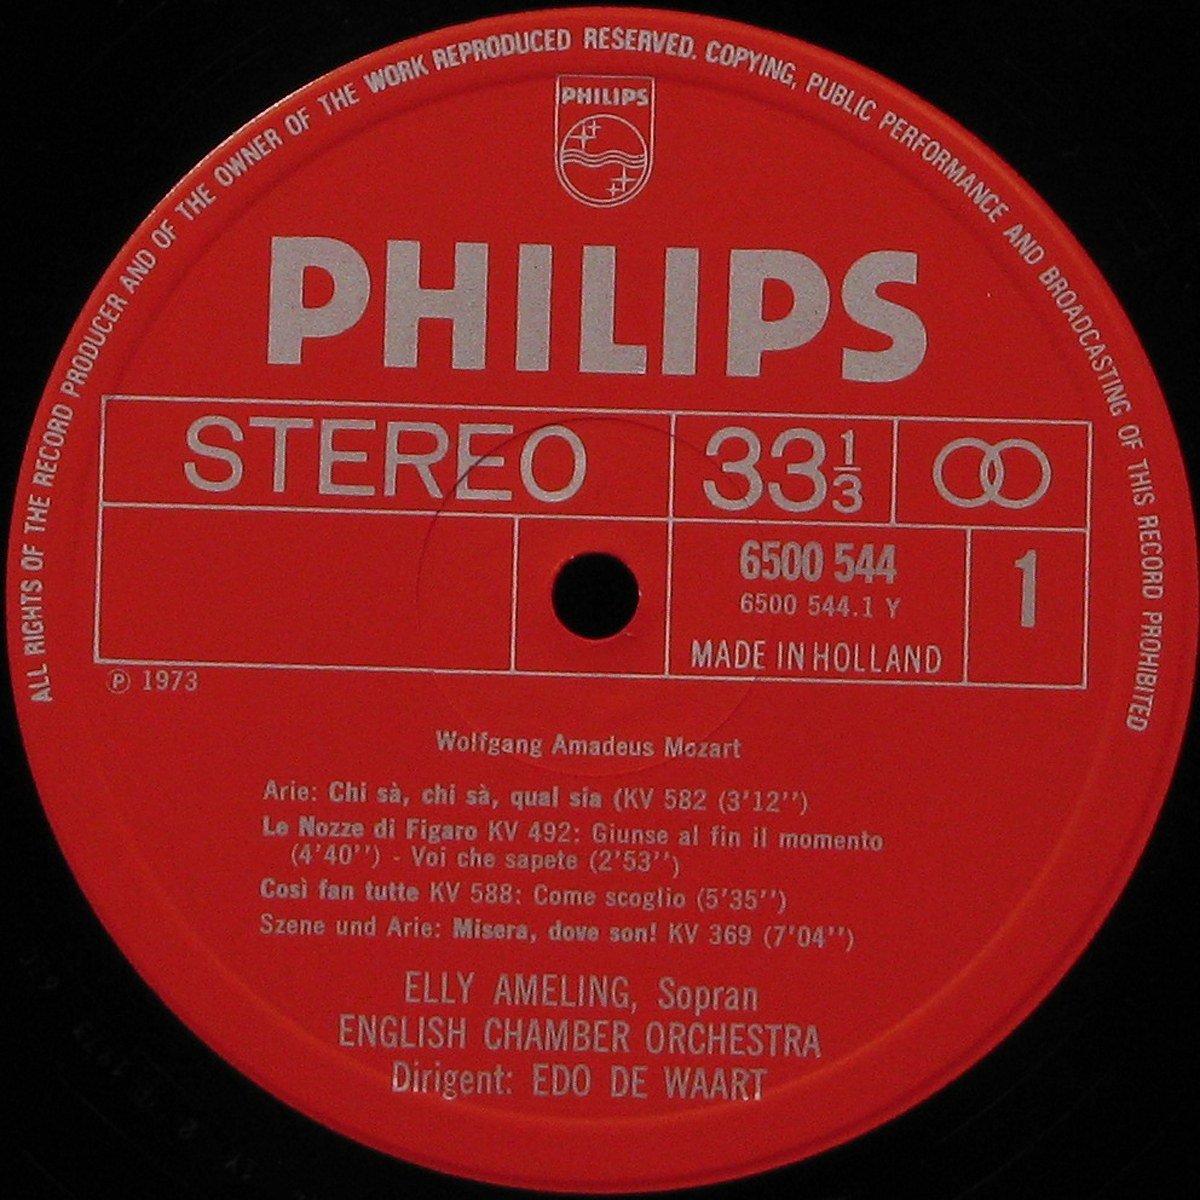 ALL RIGHTS OF THE RECORD PRODUCER AND OF THE OWNER OF THE WORK REPRODUCED RESERVED. COPYING, PUBLIC PERFORMANCE AND BROADCASTING OF THIS RECORD PROHIBITED
PHILIPS
PHILIPS
STEREO 33 1/3
6500 544 1
6500 544.1 Y
MADE IN HOLLAND
℗ 1973
Wolfgang Amadeus Mozart
Arie: Chi sà, chi sà, qual sia (KV 582 (3'12'')
Le Nozze di Figaro KV 492: Giunse al fin il momento
(4'40'') - Voi che sapete (2'53'')
Così fan tutte KV 588: Come scoglio (5'35'')
Szene und Arie: Misera, dove son! KV 369 (7'04'')
ELLY AMELING, Sopran
ENGLISH CHAMBER ORCHESTRA
Dirigent: EDO DE WAART